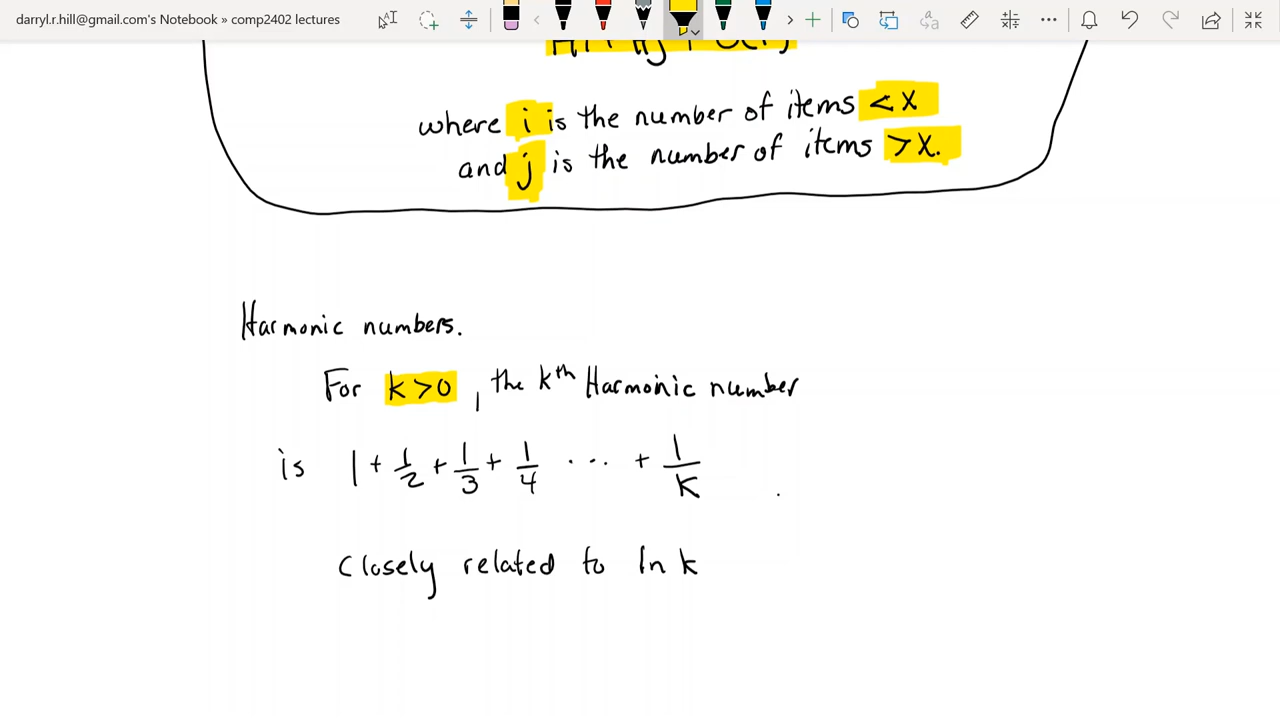 darryl.r.hill@gmail.com's Notebook » comp2402 lectures
where i is the number of items < x
and j is the number of items > x.
Harmonic numbers.
For k>0, the kth Harmonic number
is 1 + 1/2 + 1/3 + 1/4 ... + 1/k
Closely related to ln k